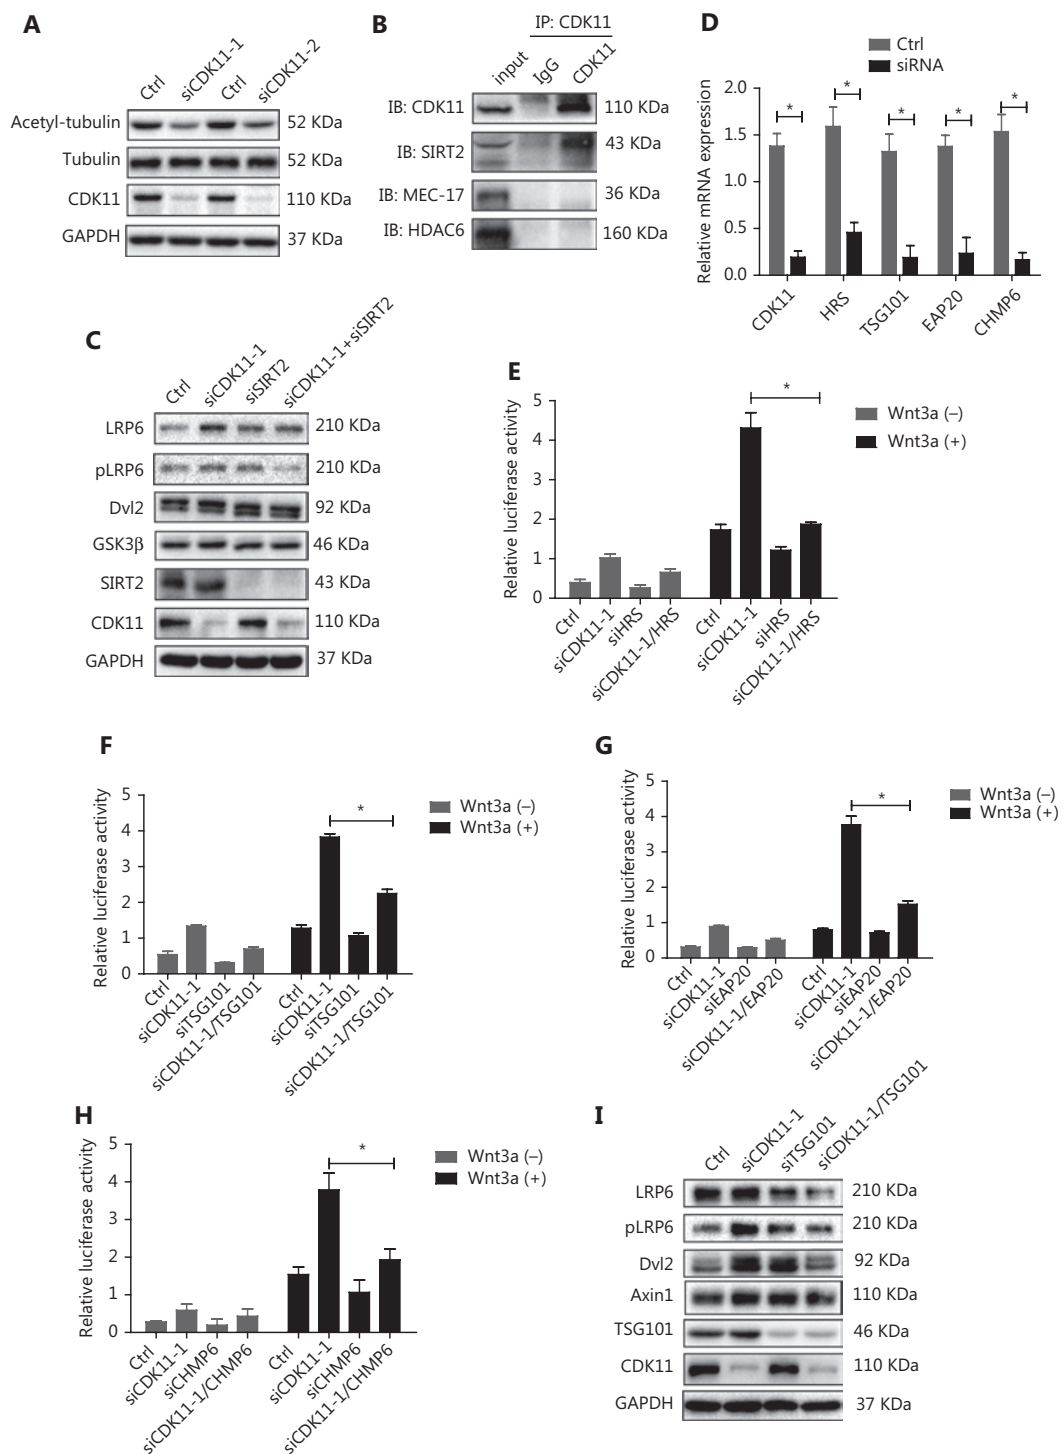 A
Ctrl
siCDK11-1
Ctrl
siCDK11-2
Acetyl-tubulin 52 KDa
Tubulin 52 KDa
CDK11 110 KDa
GAPDH 37 KDa
B
IP: CDK11
input
IgG
CDK11
IB: CDK11 110 KDa
IB: SIRT2 43 KDa
IB: MEC-17 36 KDa
IB: HDAC6 160 KDa
D
Ctrl
siRNA
Relative mRNA expression
2.0
1.5
1.0
0.5
0.0
* * * * *
CDK11
HRS
TSG101
EAP20
CHMP6
C
Ctrl
siCDK11-1
siSIRT2
siCDK11-1+siSIRT2
LRP6 210 KDa
pLRP6 210 KDa
Dvl2 92 KDa
GSK3β 46 KDa
SIRT2 43 KDa
CDK11 110 KDa
GAPDH 37 KDa
E
Relative luciferase activity
5
4
3
2
1
0
*
Wnt3a (–)
Wnt3a (+)
Ctrl
siCDK11-1
siHRS
siCDK11-1/HRS
Ctrl
siCDK11-1
siHRS
siCDK11-1/HRS
F
Relative luciferase activity
5
4
3
2
1
0
*
Wnt3a (–)
Wnt3a (+)
Ctrl
siCDK11-1
siTSG101
siCDK11-1/TSG101
Ctrl
siCDK11-1
siTSG101
siCDK11-1/TSG101
G
Relative luciferase activity
5
4
3
2
1
0
*
Wnt3a (–)
Wnt3a (+)
Ctrl
siCDK11-1
siEAP20
siCDK11-1/EAP20
Ctrl
siCDK11-1
siEAP20
siCDK11-1/EAP20
H
Relative luciferase activity
5
4
3
2
1
0
*
Wnt3a (–)
Wnt3a (+)
Ctrl
siCDK11-1
siCHMP6
siCDK11-1/CHMP6
Ctrl
siCDK11-1
siCHMP6
siCDK11-1/CHMP6
I
Ctrl
siCDK11-1
siTSG101
siCDK11-1/TSG101
LRP6 210 KDa
pLRP6 210 KDa
Dvl2 92 KDa
Axin1 110 KDa
TSG101 46 KDa
CDK11 110 KDa
GAPDH 37 KDa